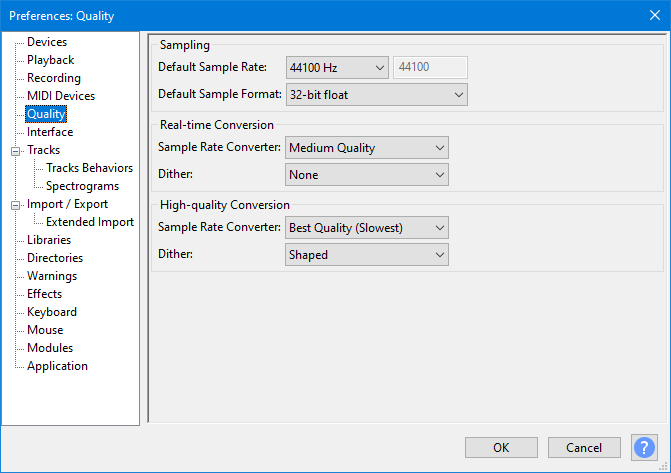 Preferences: Quality
Devices
Playback
Recording
MIDI Devices
Quality
Interface
Tracks
Tracks Behaviors
Spectrograms
Import / Export
Extended Import
Libraries
Directories
Warnings
Effects
Keyboard
Mouse
Modules
Application
Sampling
Default Sample Rate: 44100 Hz 44100
Default Sample Format: 32-bit float
Real-time Conversion
Sample Rate Converter: Medium Quality
Dither: None
High-quality Conversion
Sample Rate Converter: Best Quality (Slowest)
Dither: Shaped
OK Cancel ?